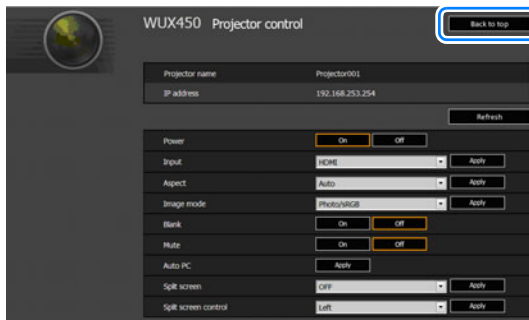 WUX450 Projector control
Back to top
Projector name Projector001
IP address 192.168.253.254
Refresh
Power On Off
Input HDMI Apply
Aspect Auto Apply
Image mode Photo/sRGB Apply
Blank On Off
Mute On Off
Auto PC Apply
Split screen OFF Apply
Split screen control Left Apply